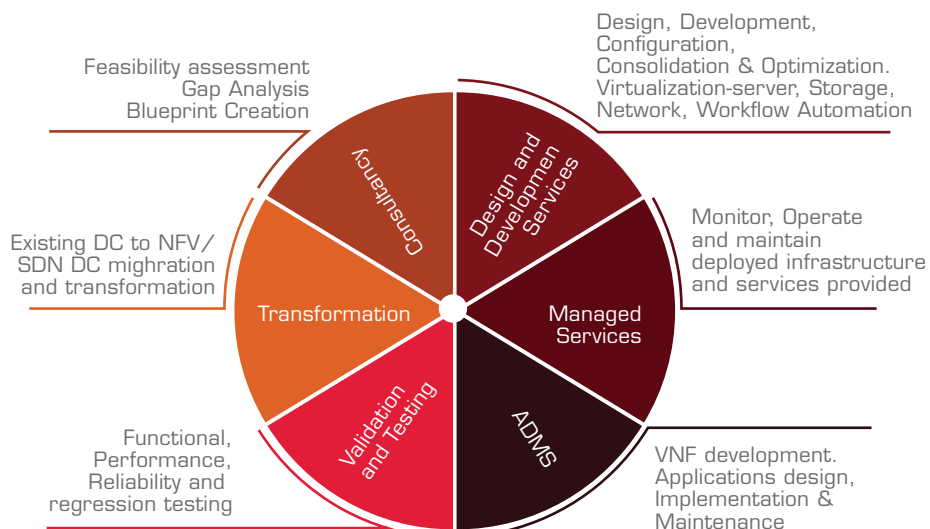 Feasibility assessment
Gap Analysis
Blueprint Creation
Design, Development,
Configuration,
Consolidation & Optimization.
Virtualization-server, Storage,
Network, Workflow Automation
Consultancy
Design and
Developmen
Services
Existing DC to NFV/
SDN DC mighration
and transformation
Transformation
Managed
Services
Monitor, Operate
and maintain
deployed infrastructure
and services provided
Validation
and Testing
ADMS
Functional,
Performance,
Reliability and
regression testing
VNF development.
Applications design,
Implementation &
Maintenance